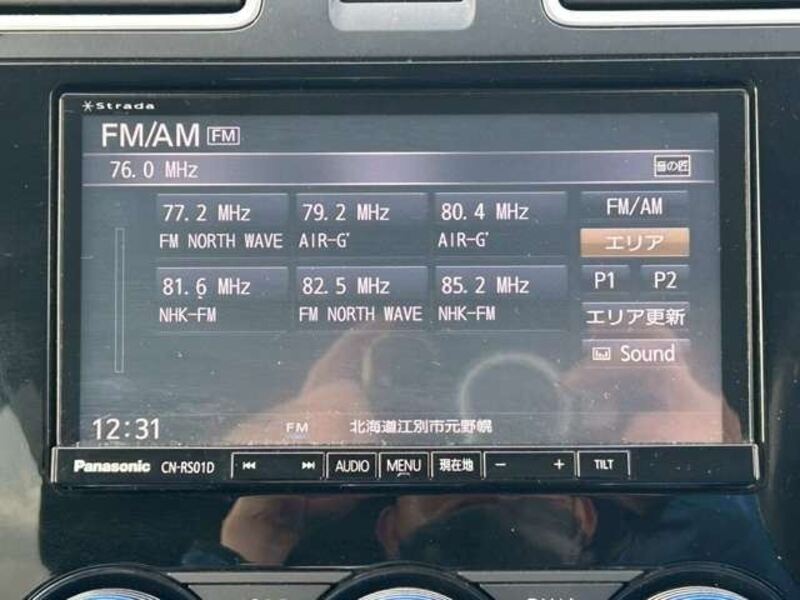 Strada
FM/AM FM
76.0 MHz 音の匠
77.2 MHz 79.2 MHz 80.4 MHz FM/AM
FM NORTH WAVE AIR-G' AIR-G' エリア
81.6 MHz 82.5 MHz 85.2 MHz P1 P2
NHK-FM FM NORTH WAVE NHK-FM エリア更新
Sound
12:31 FM 北海道江別市元野幌
Panasonic CN-RS01D AUDIO MENU 現在地 − + TILT